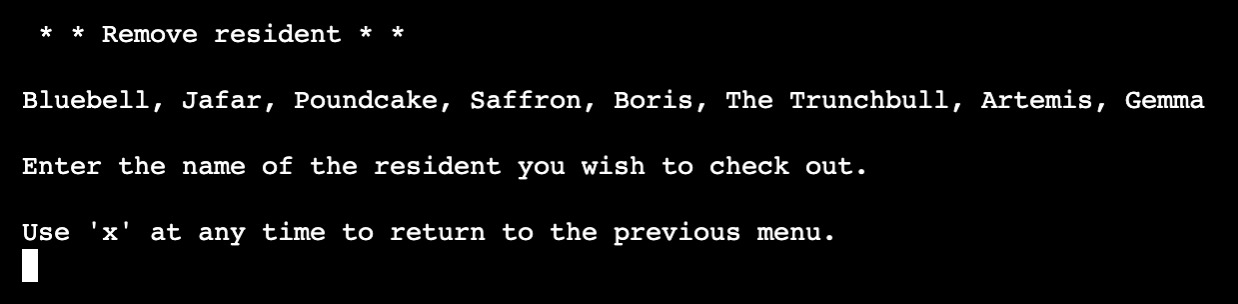 * * Remove resident * *
Bluebell, Jafar, Poundcake, Saffron, Boris, The Trunchbull, Artemis, Gemma
Enter the name of the resident you wish to check out.
Use 'x' at any time to return to the previous menu.